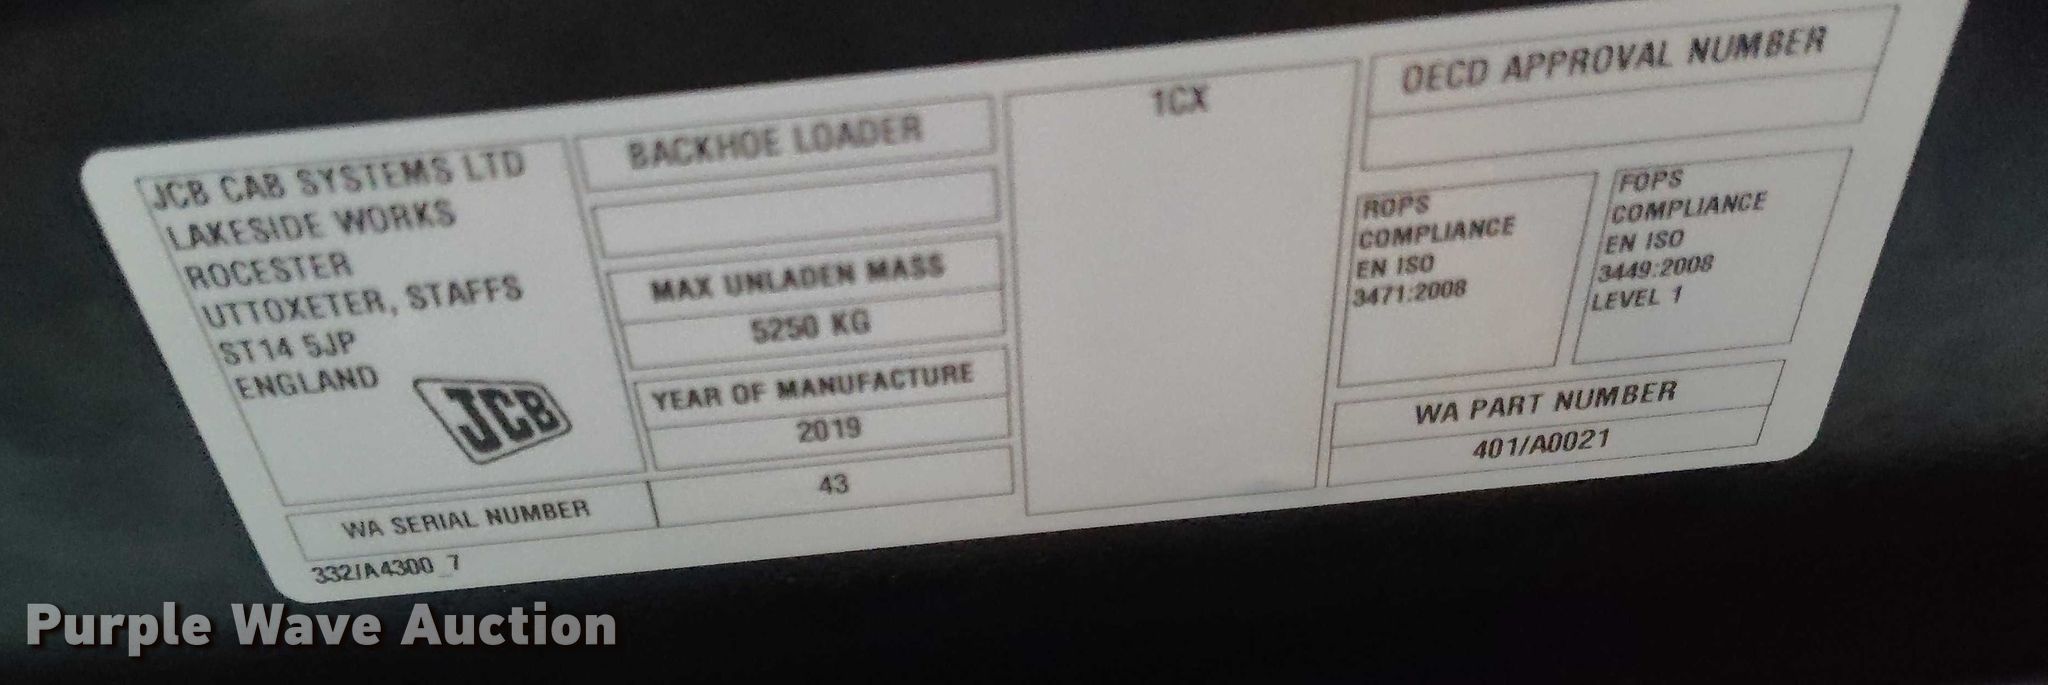 JCB CAB SYSTEMS LTD
LAKESIDE WORKS
ROCESTER
UTTOXETER, STAFFS
ST14 5JP
ENGLAND
JCB
WA SERIAL NUMBER
43
332/A4300_7
BACKHOE LOADER
MAX UNLADEN MASS
5250 KG
YEAR OF MANUFACTURE
2019
1CX
OECD APPROVAL NUMBER
ROPS
COMPLIANCE
EN ISO
3471:2008
FOPS
COMPLIANCE
EN ISO
3449:2008
LEVEL 1
WA PART NUMBER
401/A0021
Purple Wave Auction